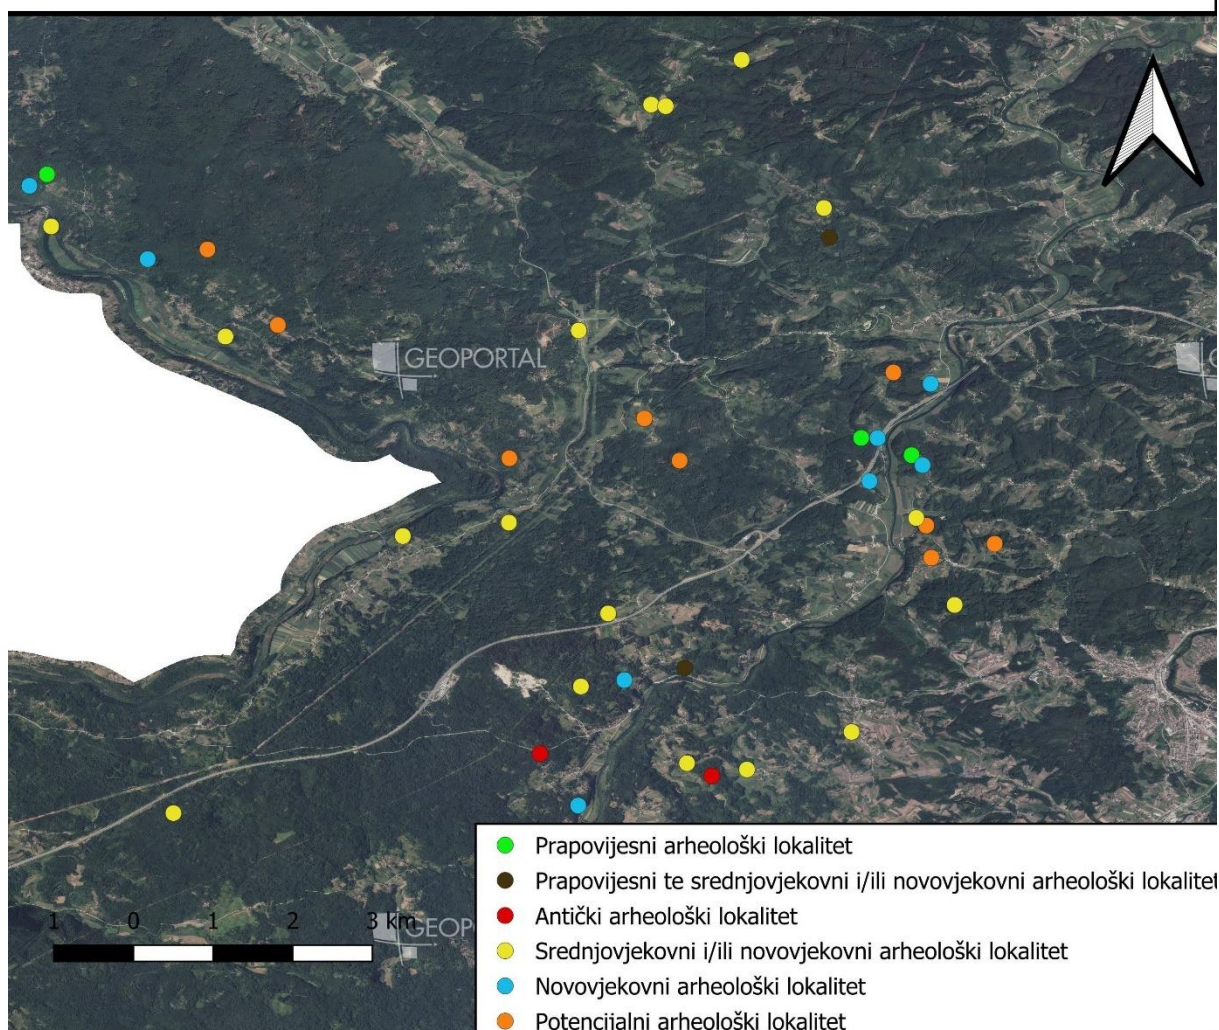 GEOPORTAL
1 0 1 2 3 km
GEOP
Prapovijesni arheološki lokalitet
Prapovijesni te srednjovjekovni i/ili novovjekovni arheološki lokalitet
Antički arheološki lokalitet
Srednjovjekovni i/ili novovjekovni arheološki lokalitet
Novovjekovni arheološki lokalitet
Potencijalni arheološki lokalitet